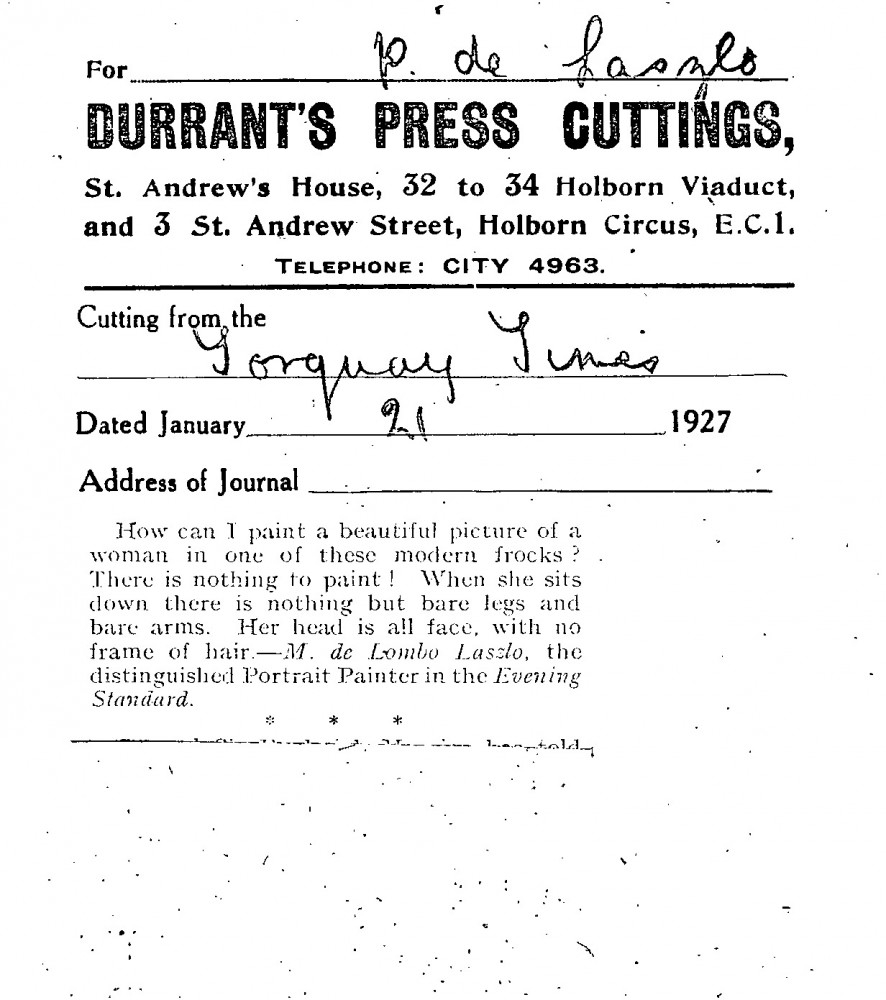 For P. de Laszlo
DURRANT'S PRESS CUTTINGS,
St. Andrew's House, 32 to 34 Holborn Viaduct,
and 3 St. Andrew Street, Holborn Circus, E.C.1.
TELEPHONE: CITY 4963.
Cutting from the
Torquay Times
Dated January 21 1927
Address of Journal
How can I paint a beautiful picture of a
woman in one of these modern frocks?
There is nothing to paint! When she sits
down there is nothing but bare legs and
bare arms. Her head is all face, with no
frame of hair.—M. de Lombo Laszlo, the
distinguished Portrait Painter in the Evening
Standard.
* * *